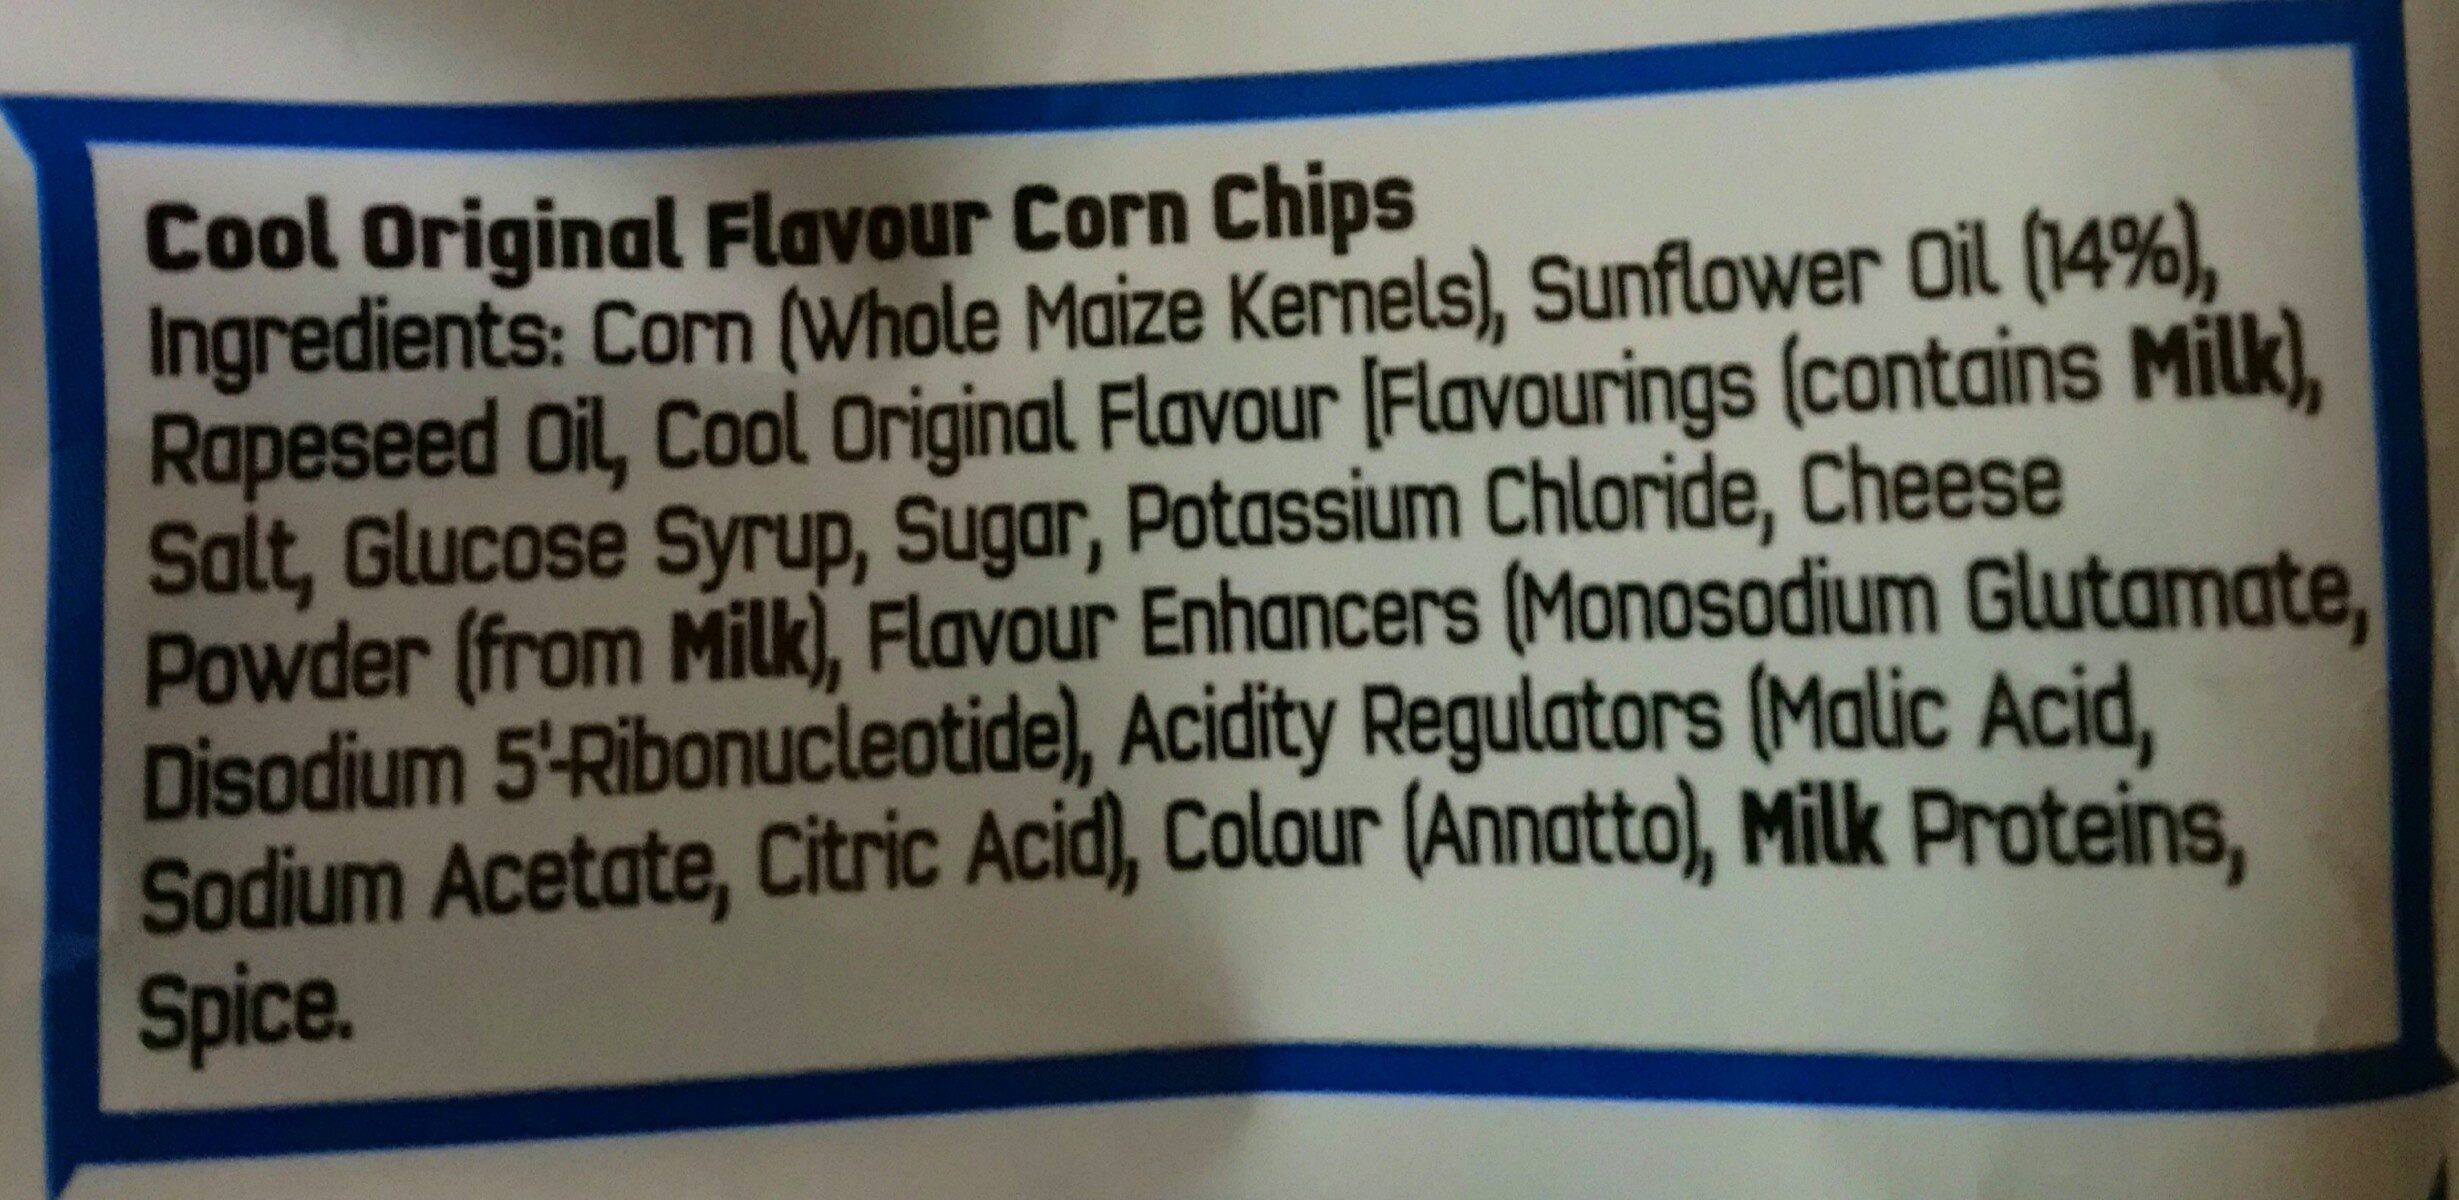 Cool Original Flavour Corn Chips
Ingredients: Corn (Whole Maize Kernels), Sunflower Oil (14%),
Rapeseed Oil, Cool Original Flavour [Flavourings (contains Milk),
Salt, Glucose Syrup, Sugar, Potassium Chloride, Cheese
Powder (from Milk), Flavour Enhancers (Monosodium Glutamate,
Disodium 5'-Ribonucleotide), Acidity Regulators (Malic Acid,
Sodium Acetate, Citric Acid), Colour (Annatto), Milk Proteins,
Spice.